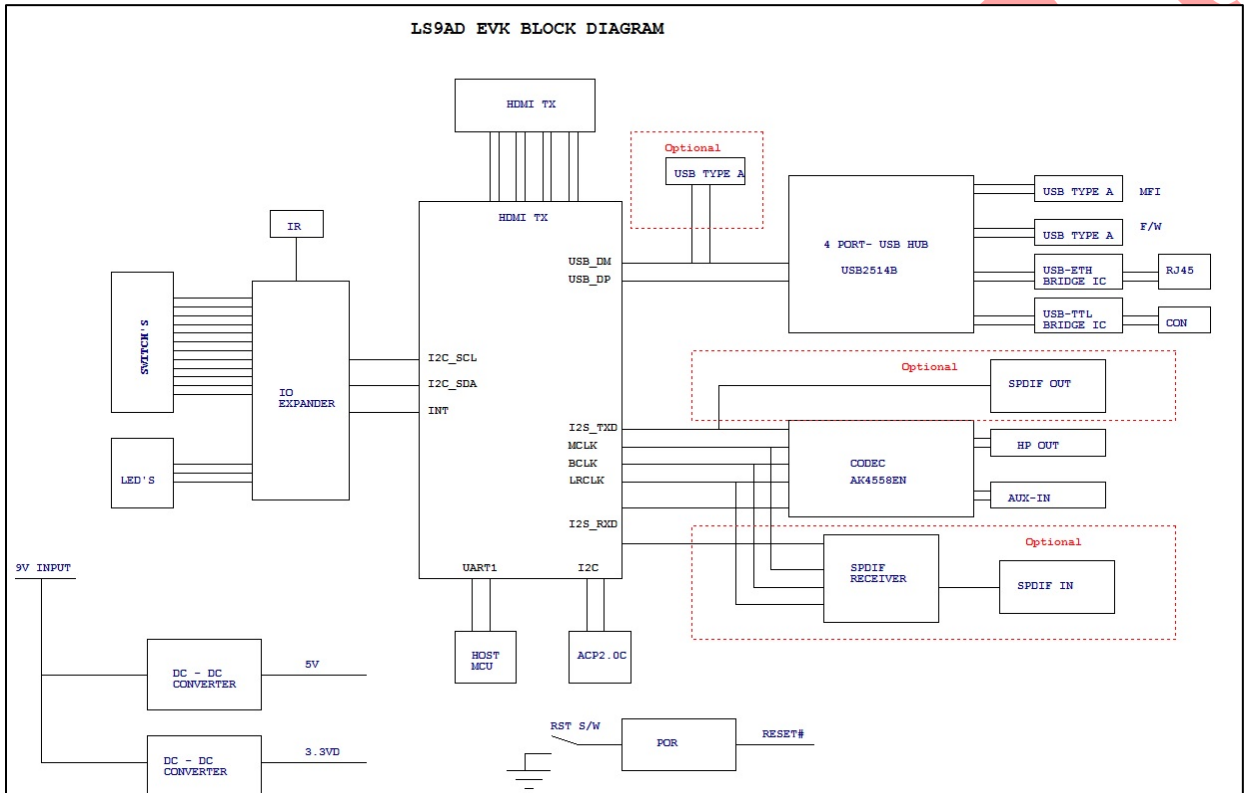 LS9AD EVK BLOCK DIAGRAM
HDMI TX
Optional
USB TYPE A
HDMI TX
USB_DM
USB_DP
4 PORT- USB HUB
USB2514B
USB TYPE A
MFI
USB TYPE A
F/W
USB-ETH
BRIDGE IC
RJ45
USB-TTL
BRIDGE IC
CON
IR
SWITCH'S
IO
EXPANDER
LED'S
I2C_SCL
I2C_SDA
INT
I2S_TXD
MCLK
BCLK
LRCLK
I2S_RXD
Optional
SPDIF OUT
CODEC
AK4558EN
HP OUT
AUX-IN
Optional
SPDIF
RECEIVER
SPDIF IN
UART1
I2C
HOST
MCU
ACP2.0C
9V INPUT
DC - DC
CONVERTER
5V
DC - DC
CONVERTER
3.3VD
RST S/W
POR
RESET#